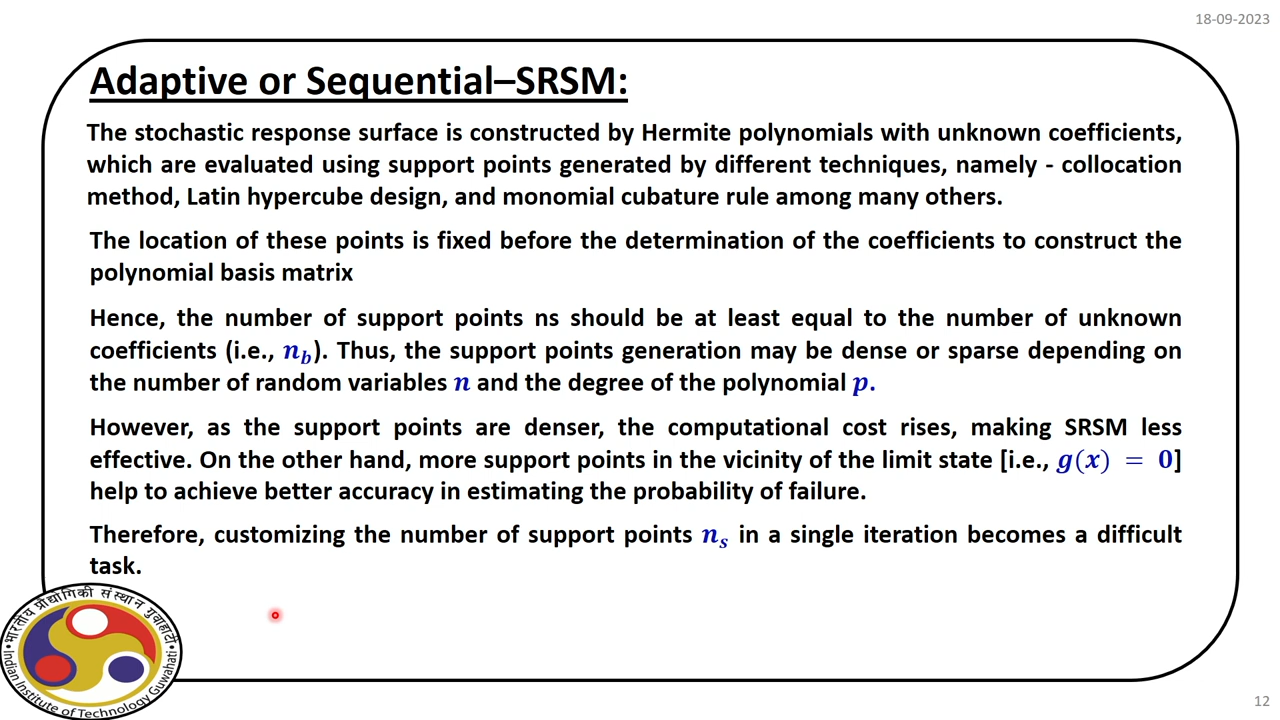 18-09-2023
Adaptive or Sequential–SRSM:
The stochastic response surface is constructed by Hermite polynomials with unknown coefficients,
which are evaluated using support points generated by different techniques, namely - collocation
method, Latin hypercube design, and monomial cubature rule among many others.
The location of these points is fixed before the determination of the coefficients to construct the
polynomial basis matrix
Hence, the number of support points ns should be at least equal to the number of unknown
coefficients (i.e., n_b). Thus, the support points generation may be dense or sparse depending on
the number of random variables n and the degree of the polynomial p.
However, as the support points are denser, the computational cost rises, making SRSM less
effective. On the other hand, more support points in the vicinity of the limit state [i.e., g(x) = 0]
help to achieve better accuracy in estimating the probability of failure.
Therefore, customizing the number of support points n_s in a single iteration becomes a difficult
task.
भारतीय प्रौद्योगिकी संस्थान गुवाहाटी
Indian Institute of Technology Guwahati
12